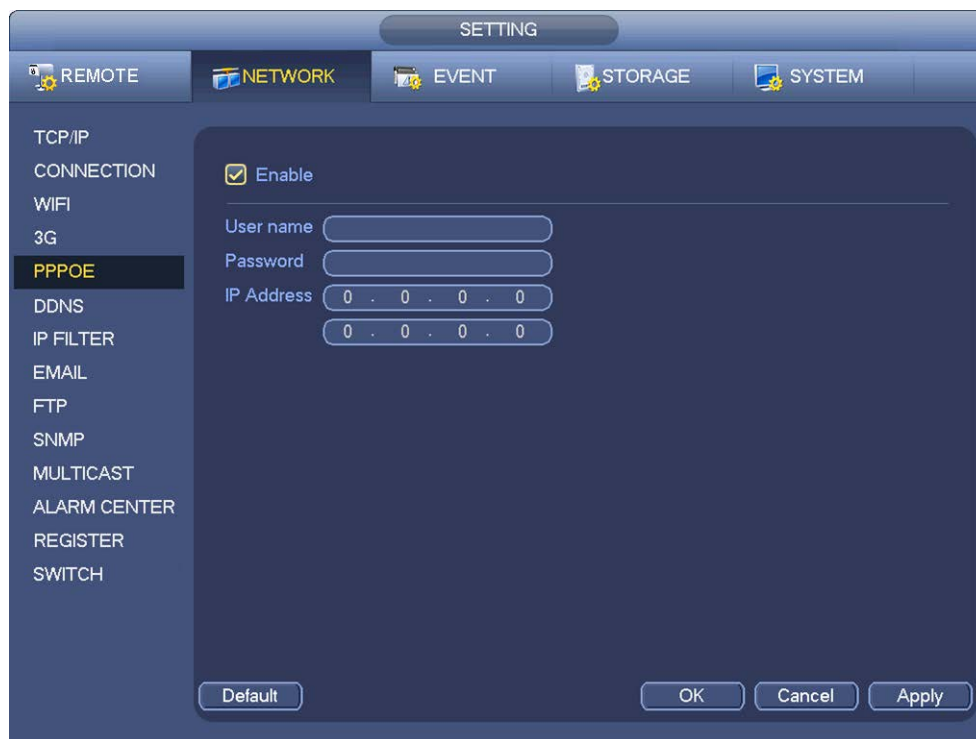 SETTING
REMOTE NETWORK EVENT STORAGE SYSTEM
TCP/IP
CONNECTION
WIFI
3G
PPPOE
DDNS
IP FILTER
EMAIL
FTP
SNMP
MULTICAST
ALARM CENTER
REGISTER
SWITCH
Enable
User name
Password
IP Address 0 . 0 . 0 . 0
0 . 0 . 0 . 0
Default OK Cancel Apply